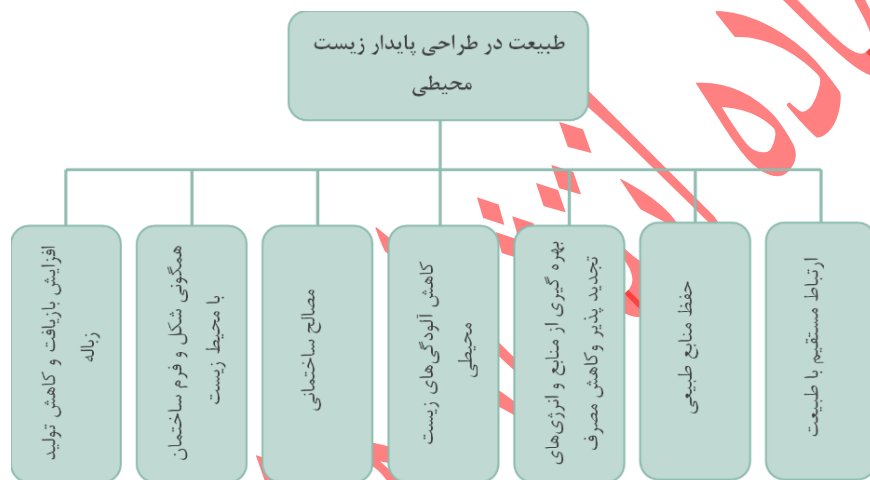 طبیعت در طراحی پایدار زیست
محیطی
ارتباط مستقیم با طبیعت
حفظ منابع طبیعی
بهره گیری از منابع و انرژی‌های
تجدید پذیر وکاهش مصرف
کاهش آلودگی‌های زیست
محیطی
مصالح ساختمانی
همگونی شکل و فرم ساختمان
با محیط زیست
افزایش بازیافت و کاهش تولید
زباله